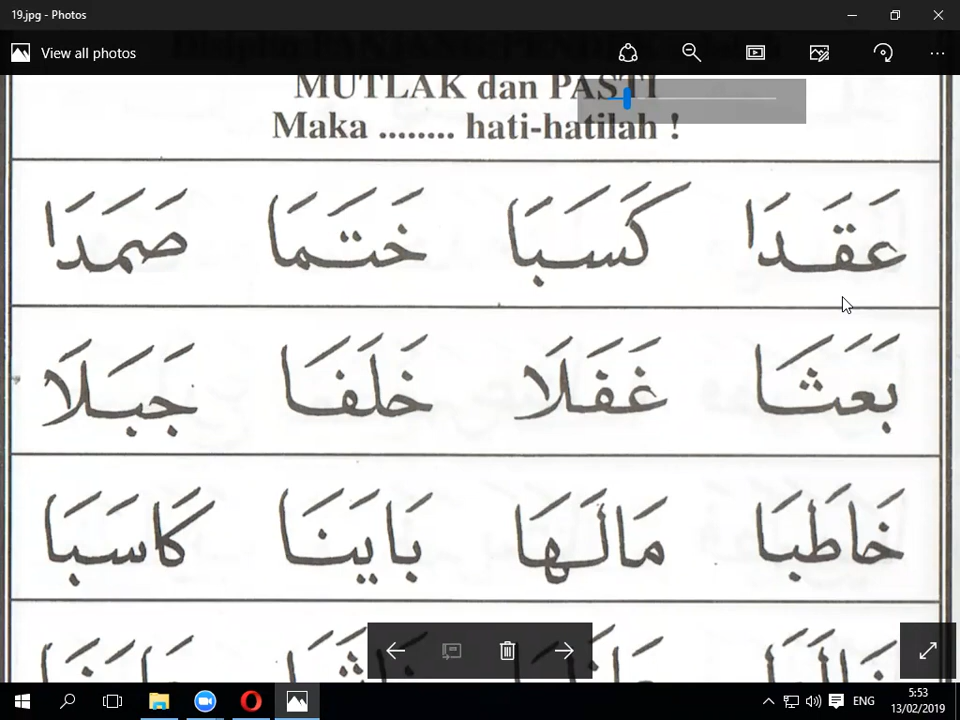 19.jpg - Photos
View all photos
MUTLAK dan PASTI
Maka ........ hati-hatilah !
عَقَدَا كَسَبَا خَتَمَا صَمَدَا
بَعَثَا غَفَلَا خَلَفَا جَبَلَا
خَاطَبَا مَالَهَا بَايَنَا كَاسَبَا
ENG
5:53
13/02/2019